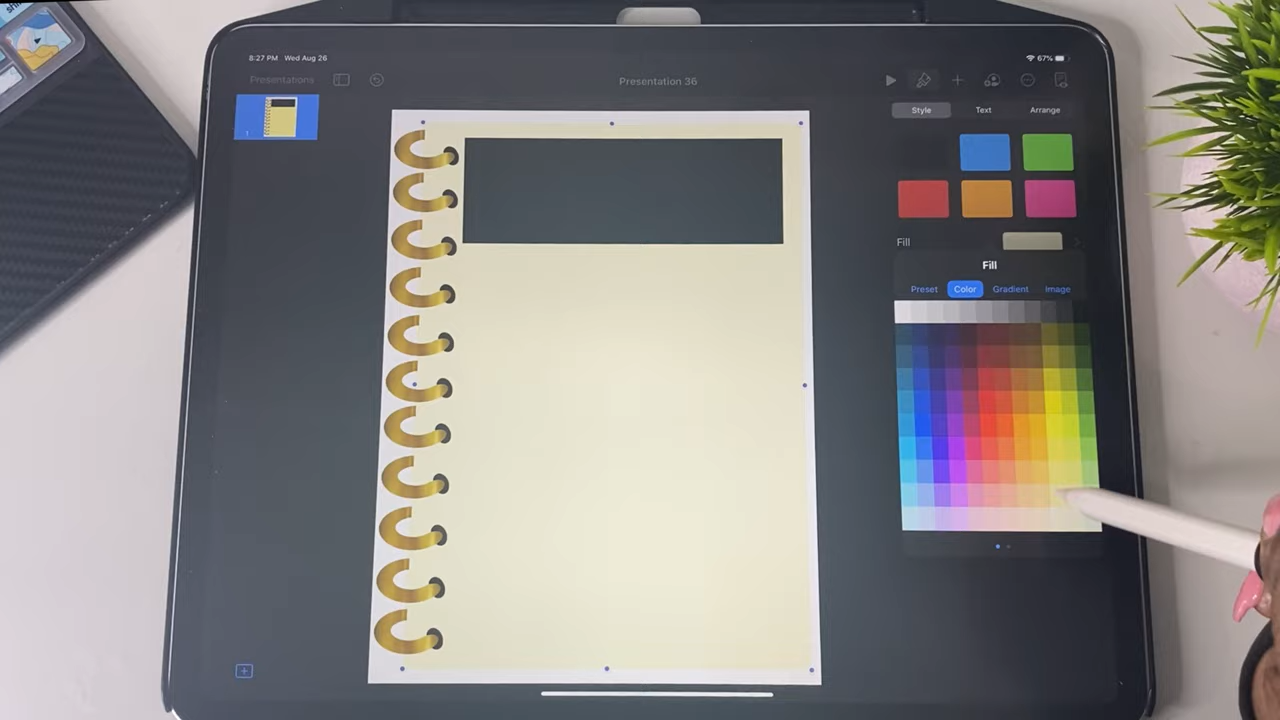 8:27 PM Wed Aug 26
67%
Presentations
Presentation 36
Style Text Arrange
Fill
Fill
Preset Color Gradient Image
1